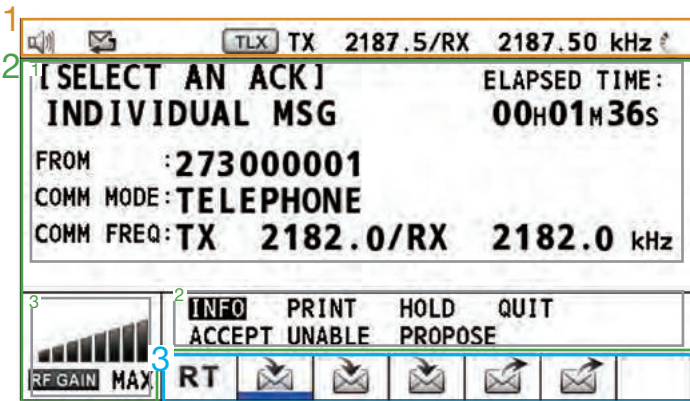 1
TLX TX 2187.5/RX 2187.50 kHz
2
1
[SELECT AN ACK] ELAPSED TIME:
INDIVIDUAL MSG 00H01M36S
FROM :273000001
COMM MODE:TELEPHONE
COMM FREQ:TX 2182.0/RX 2182.0 kHz
3
2
INFO PRINT HOLD QUIT
ACCEPT UNABLE PROPOSE
3
RF GAIN MAX RT